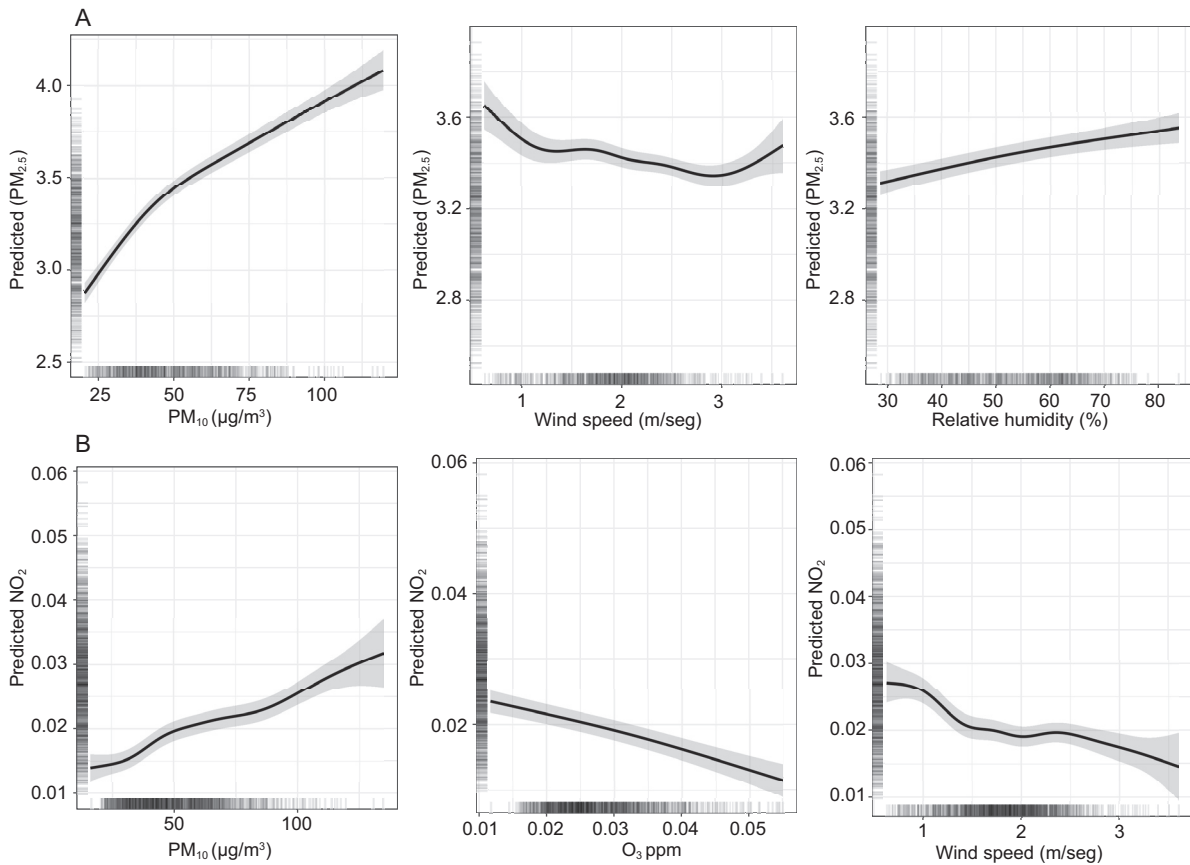 A
4.0
3.5
3.0
2.5
Predicted (PM₂.₅)
25 50 75 100
PM₁₀ (µg/m³)
3.6
3.2
2.8
Predicted (PM₂.₅)
1 2 3
Wind speed (m/seg)
3.6
3.2
2.8
Predicted (PM₂.₅)
30 40 50 60 70 80
Relative humidity (%)
B
0.06
0.05
0.04
0.03
0.02
0.01
Predicted NO₂
50 100
PM₁₀ (µg/m³)
0.06
0.04
0.02
Predicted NO₂
0.01 0.02 0.03 0.04 0.05
O₃ ppm
0.06
0.05
0.04
0.03
0.02
0.01
Predicted NO₂
1 2 3
Wind speed (m/seg)